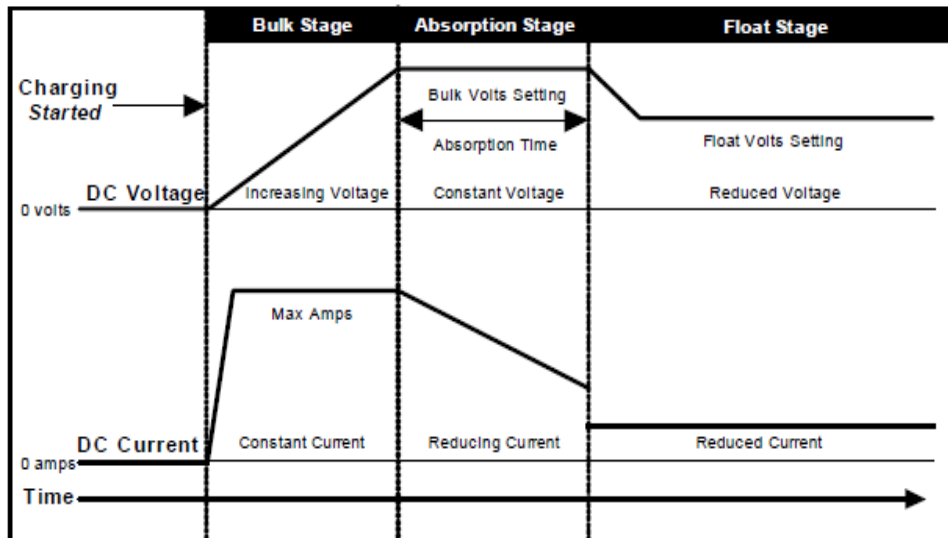 Bulk Stage
Absorption Stage
Float Stage
Charging
Started
Bulk Volts Setting
Absorption Time
Float Volts Setting
DC Voltage
0 volts
Increasing Voltage
Constant Voltage
Reduced Voltage
Max Amps
DC Current
0 amps
Constant Current
Reducing Current
Reduced Current
Time